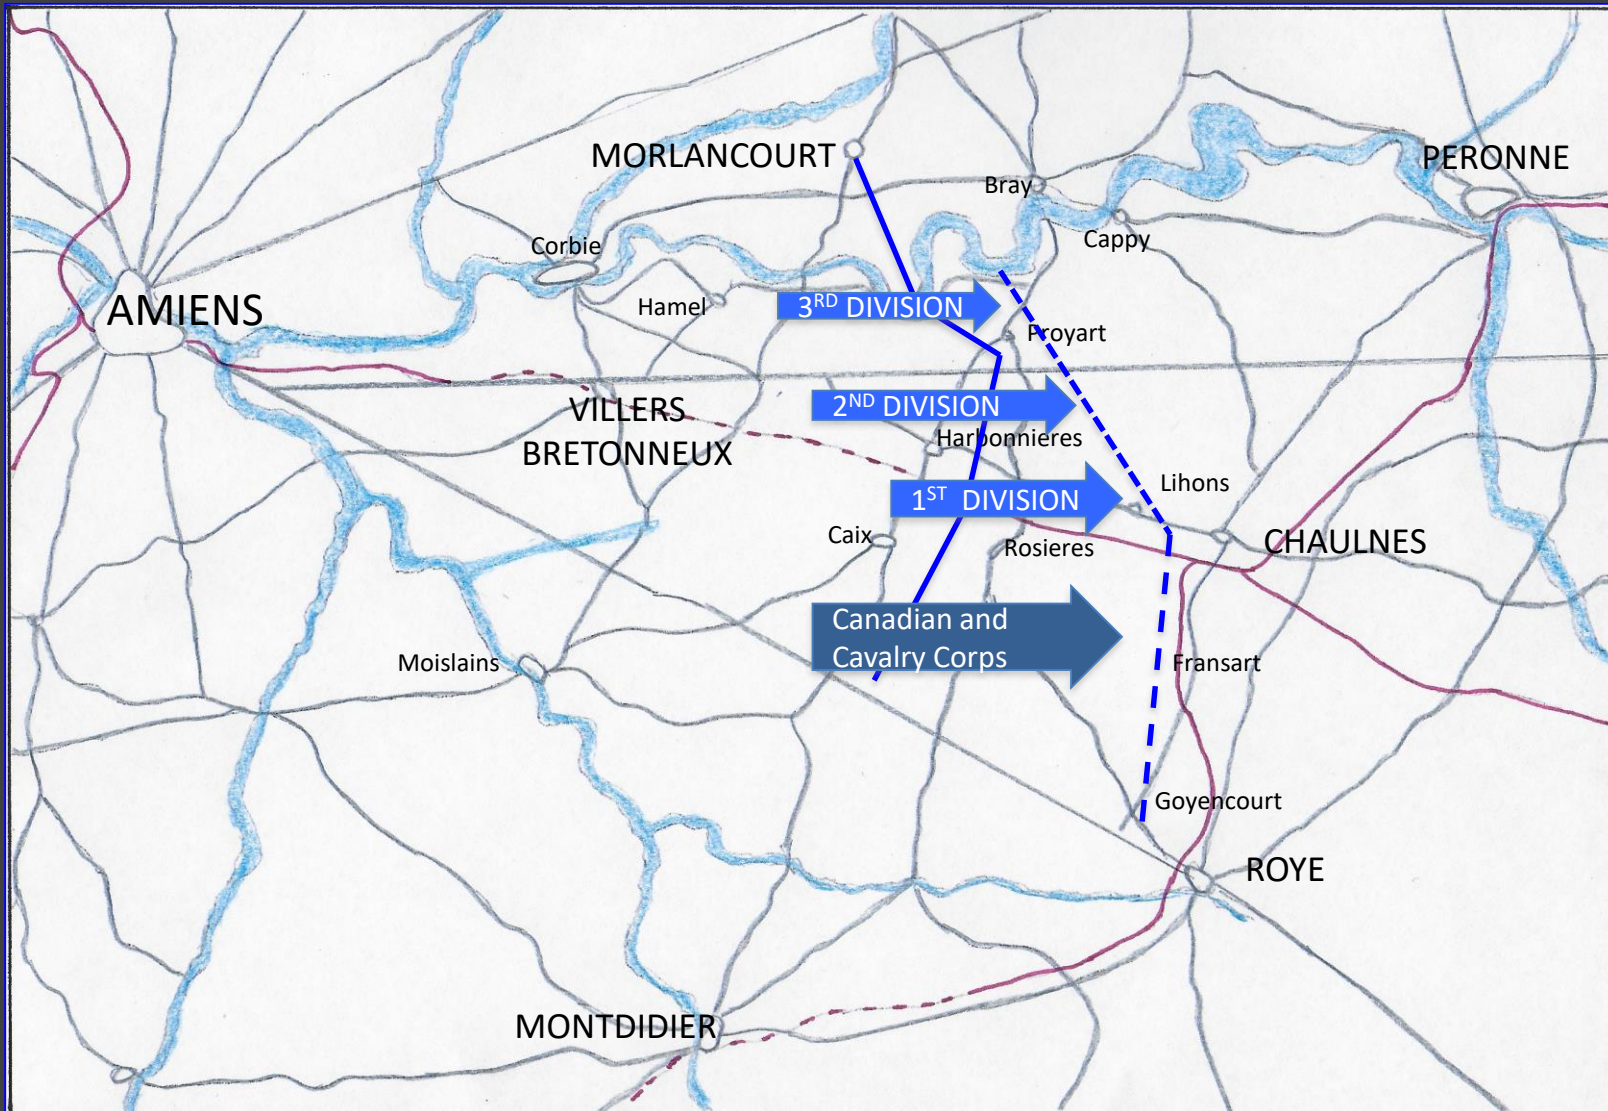 MORLANCOURT
PERONNE
Bray
Cappy
Corbie
AMIENS
Hamel
3RD DIVISION
Proyart
VILLERS
BRETONNEUX
2ND DIVISION
Harbonnieres
1ST DIVISION
Lihons
Caix
Rosieres
CHAULNES
Canadian and
Cavalry Corps
Moislains
Fransart
Goyencourt
ROYE
MONTDIDIER